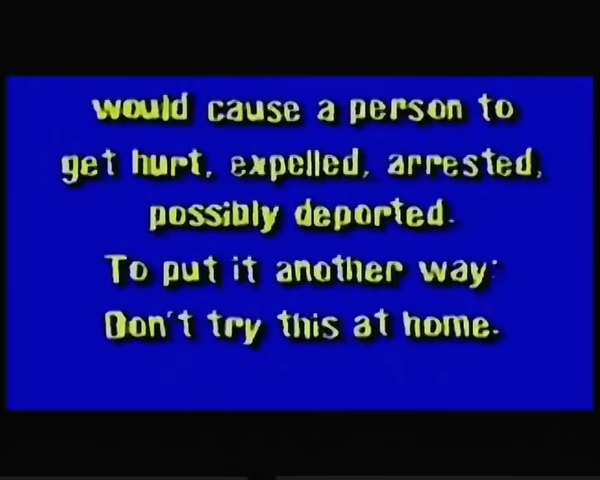 would cause a person to
get hurt, expelled, arrested,
possibly deported.
To put it another way:
Don't try this at home.